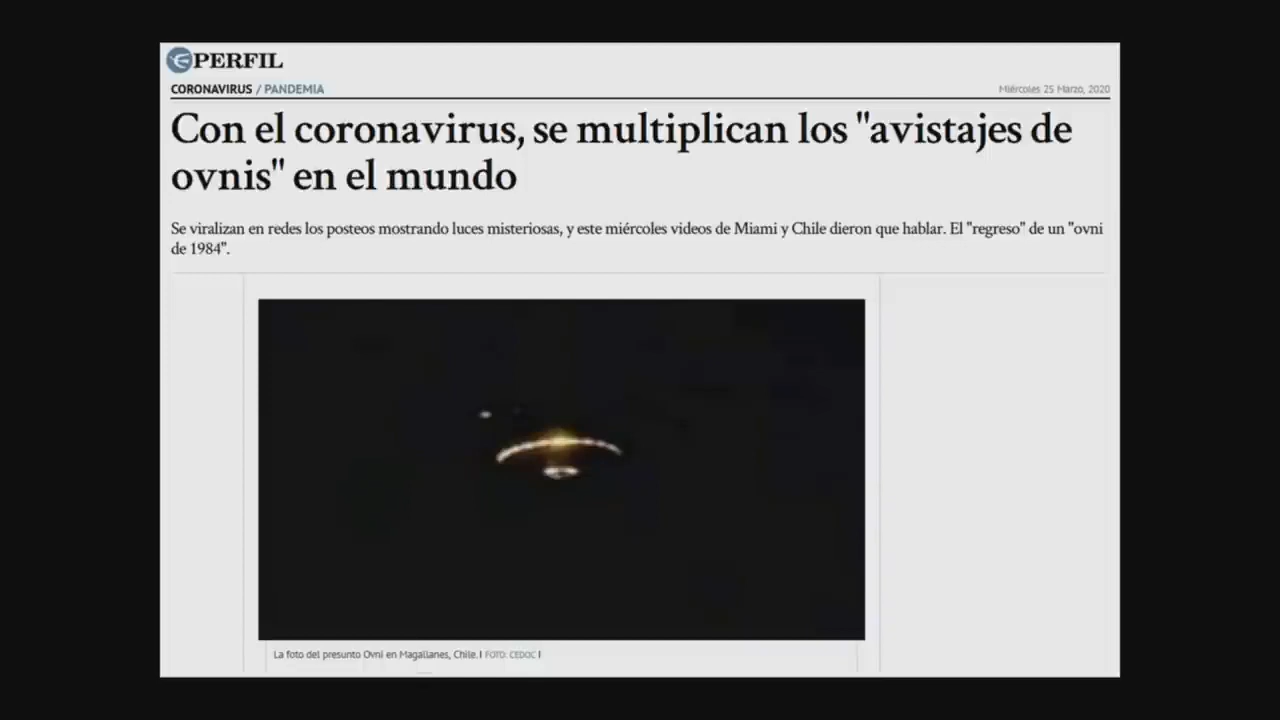 PERFIL
CORONAVIRUS / PANDEMIA
Miércoles 25 Marzo, 2020
Con el coronavirus, se multiplican los "avistajes de
ovnis" en el mundo
Se viralizan en redes los posteos mostrando luces misteriosas, y este miércoles videos de Miami y Chile dieron que hablar. El "regreso" de un "ovni
de 1984".
La foto del presunto Ovni en Magallanes, Chile. | FOTO: CEDOC |